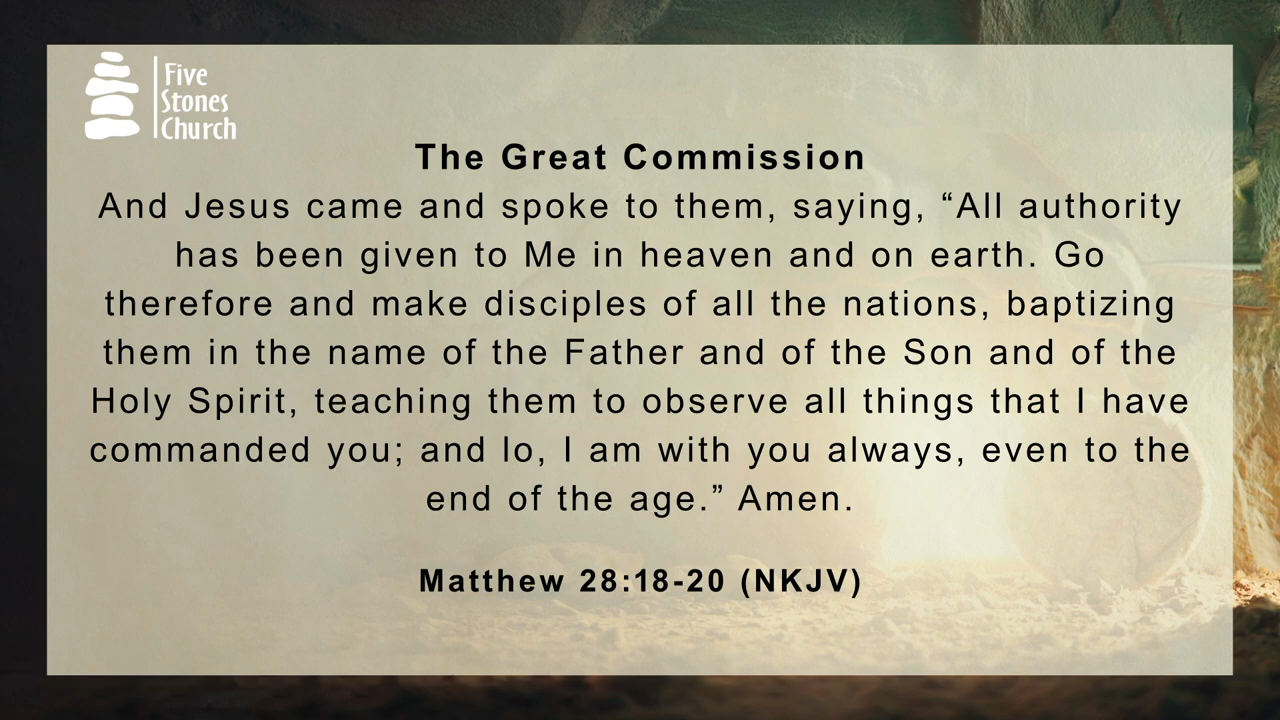 Five
Stones
Church
The Great Commission
And Jesus came and spoke to them, saying, “All authority
has been given to Me in heaven and on earth. Go
therefore and make disciples of all the nations, baptizing
them in the name of the Father and of the Son and of the
Holy Spirit, teaching them to observe all things that I have
commanded you; and lo, I am with you always, even to the
end of the age.” Amen.
Matthew 28:18-20 (NKJV)